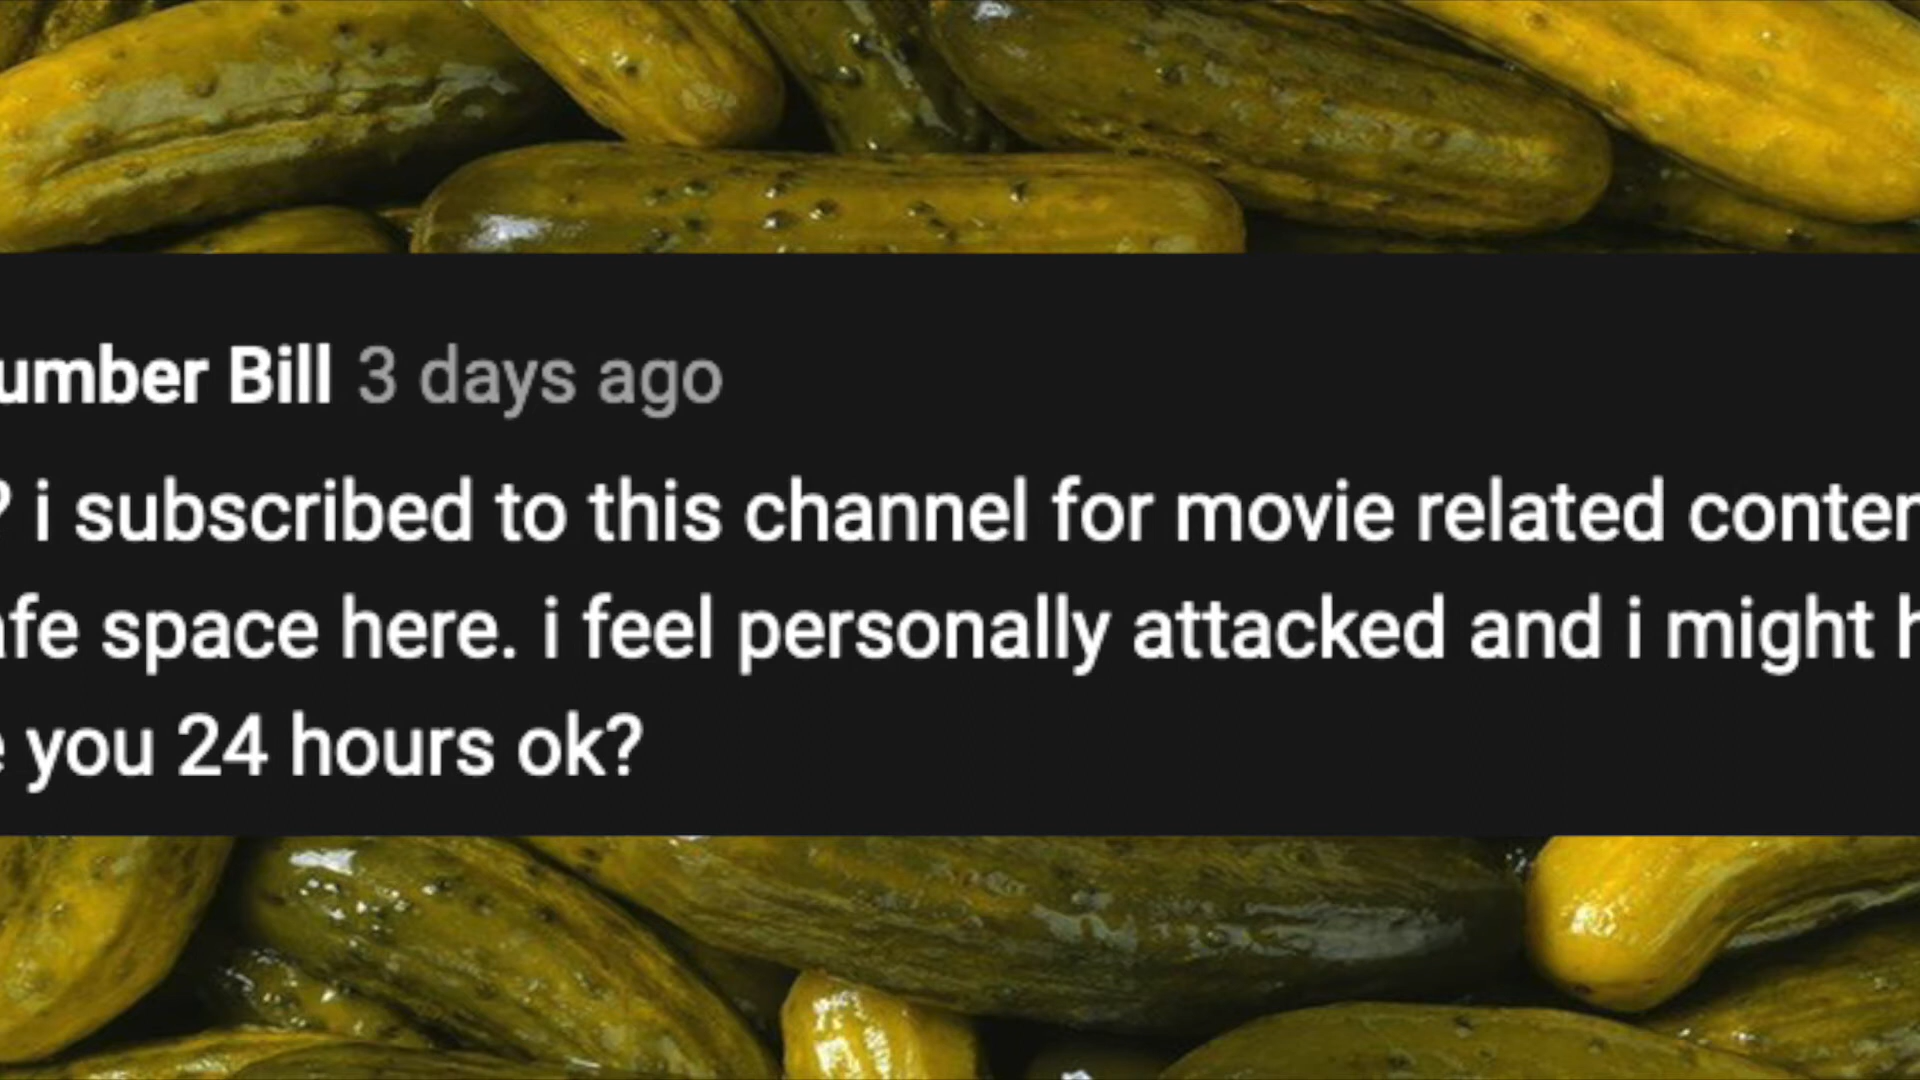 umber Bill 3 days ago
? i subscribed to this channel for movie related conten
afe space here. i feel personally attacked and i might h
e you 24 hours ok?